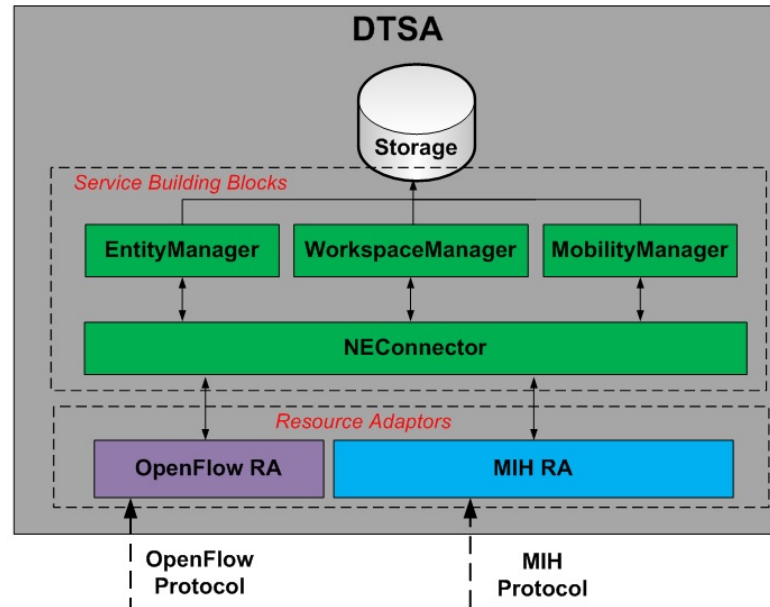 DTSA
Storage
Service Building Blocks
EntityManager
WorkspaceManager
MobilityManager
NEConnector
Resource Adaptors
OpenFlow RA
MIH RA
OpenFlow
Protocol
MIH
Protocol